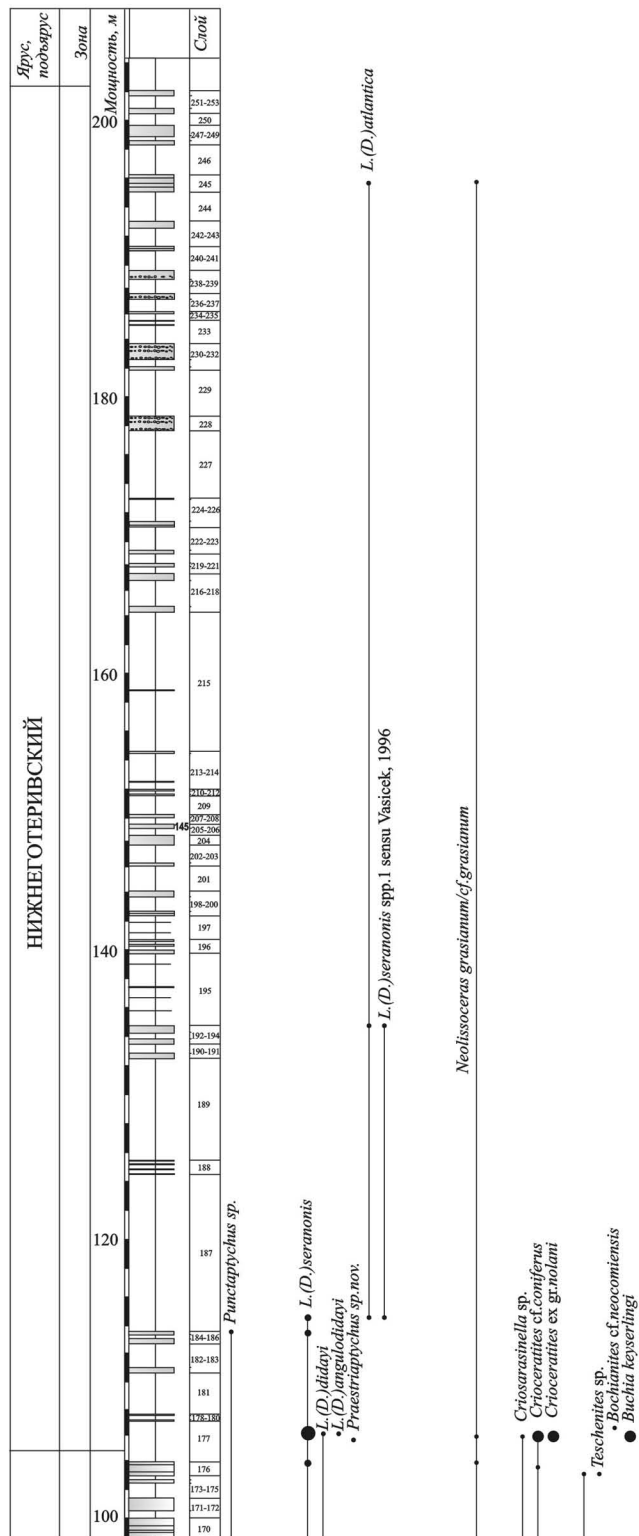 Ярус,
подъярус
Зона
Мощность, м
Слой
НИЖНЕГОТЕРИВСКИЙ
200
180
160
145
140
120
100
251-253
250
247-249
246
245
244
242-243
240-241
238-239
236-237
234-235
233
230-232
229
228
227
224-226
222-223
219-221
216-218
215
213-214
210-212
209
207-208
205-206
204
202-203
201
198-200
197
196
195
192-194
190-191
189
188
187
184-186
182-183
181
178-180
177
176
173-175
171-172
170
Punctaptychus sp.
L.(D.)seranonis
L.(D.)didayi
L.(D.)angulodidayi
Praestriaptychus sp.nov.
L.(D.)atlantica
L.(D.)seranonis spp.1 sensu Vasicek, 1996
Neolissoceras grasianum/cf.grasianum
Criosarasinella sp.
Crioceratites cf.coniferus
Crioceratites ex gr.nolani
Teschenites sp.
Bochianites cf.neocomiensis
Buchia keyserlingi